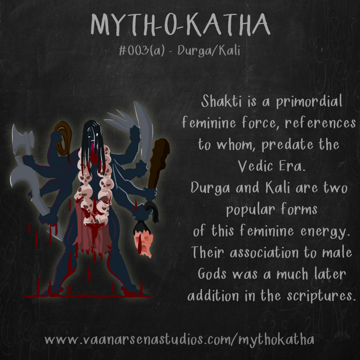 MYTH-O-KATHA
#003(a) - Durga/Kali
Shakti is a primordial
feminine force, references
to whom, predate the
Vedic Era.
Durga and Kali are two
popular forms
of this feminine energy.
Their association to male
Gods was a much later
addition in the scriptures.
www.vaanarsenastudios.com/mythokatha